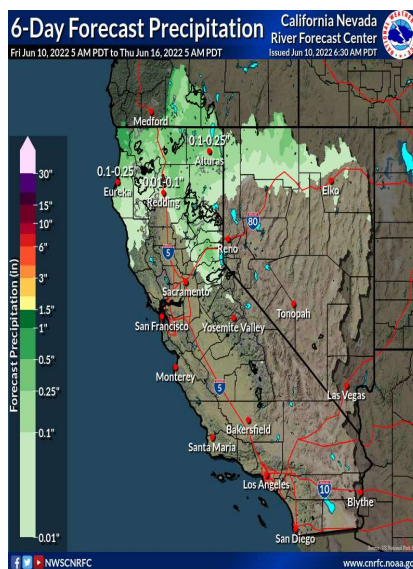 6-Day Forecast Precipitation
California Nevada
River Forecast Center
Fri Jun 10, 2022 5 AM PDT to Thu Jun 16, 2022 5 AM PDT
Issued Jun 10, 2022 6:30 AM PDT
Medford
0.1-0.25"
Alturas
0.1-0.25"
Eureka
0.01-0.1"
Redding
Elko
80
Reno
5
Sacramento
San Francisco
Yosemite Valley
Tonopah
Monterey
5
Las Vegas
Bakersfield
Santa Maria
Los Angeles
10
Blythe
San Diego
Forecast Precipitation (in)
30"
15"
10"
6"
3"
1.5"
1"
0.5"
0.25"
0.1"
0.01"
NWSCNRFC
www.cnrfc.noaa.go